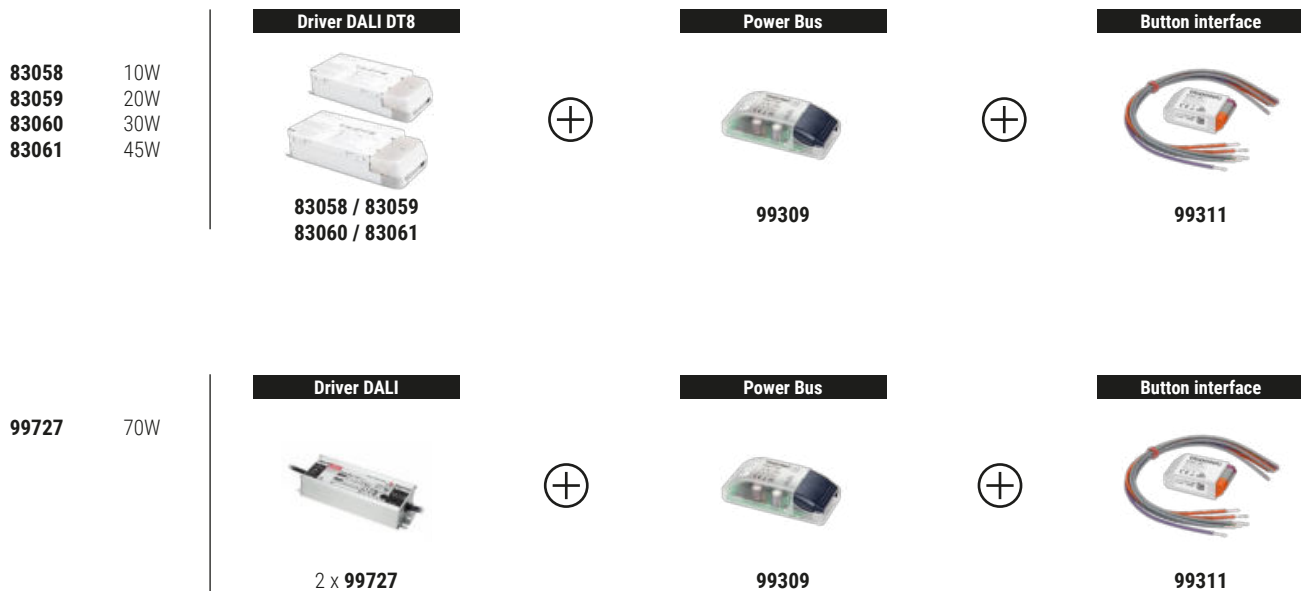 Driver DALI DT8
Power Bus
Button interface
83058 10W
83059 20W
83060 30W
83061 45W
83058 / 83059
83060 / 83061
99309
99311
Driver DALI
Power Bus
Button interface
99727 70W
2 x 99727
99309
99311